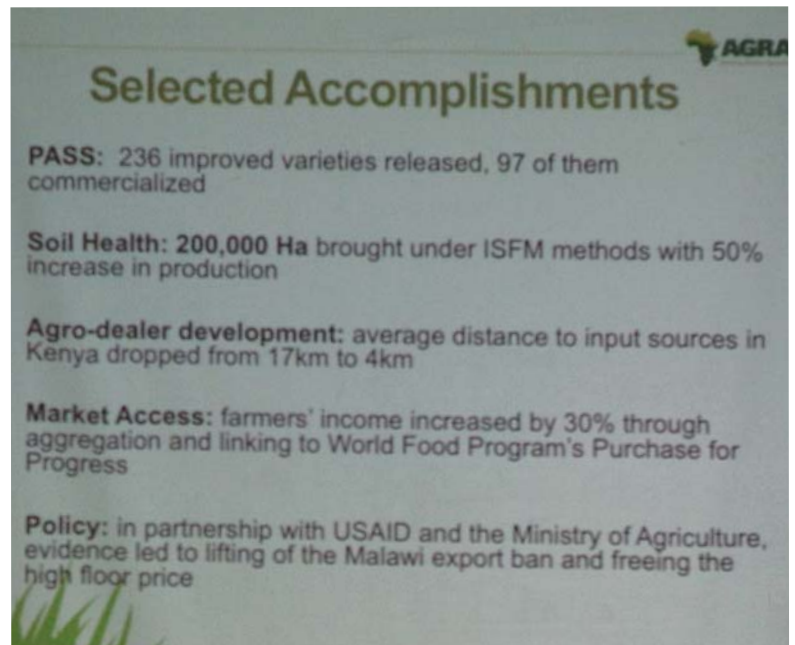 AGRA
Selected Accomplishments
PASS: 236 improved varieties released, 97 of them
commercialized
Soil Health: 200,000 Ha brought under ISFM methods with 50%
increase in production
Agro-dealer development: average distance to input sources in
Kenya dropped from 17km to 4km
Market Access: farmers' income increased by 30% through
aggregation and linking to World Food Program's Purchase for
Progress
Policy: in partnership with USAID and the Ministry of Agriculture,
evidence led to lifting of the Malawi export ban and freeing the
high floor price